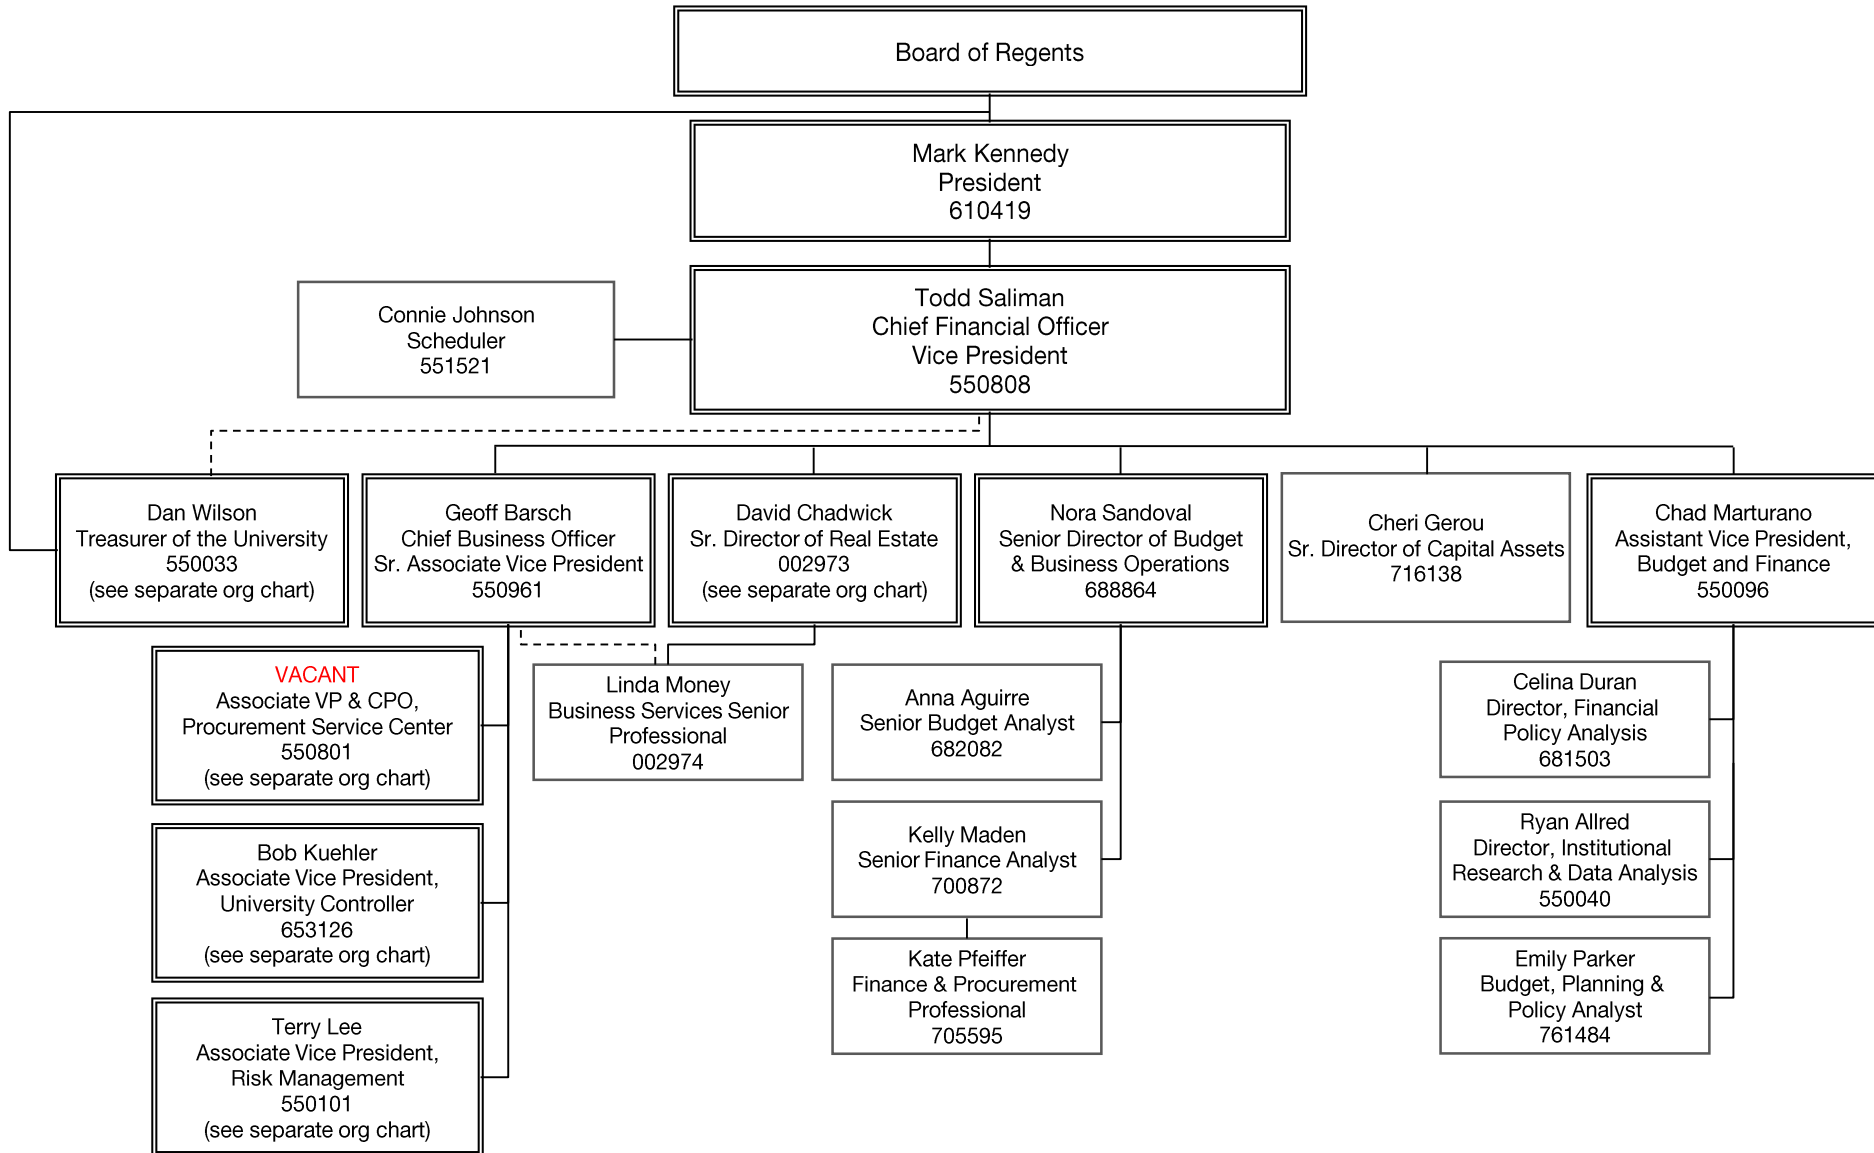 Board of Regents
Mark Kennedy
President
610419
Connie Johnson
Scheduler
551521
Todd Saliman
Chief Financial Officer
Vice President
550808
Dan Wilson
Treasurer of the University
550033
(see separate org chart)
Geoff Barsch
Chief Business Officer
Sr. Associate Vice President
550961
David Chadwick
Sr. Director of Real Estate
002973
(see separate org chart)
Nora Sandoval
Senior Director of Budget
& Business Operations
688864
Cheri Gerou
Sr. Director of Capital Assets
716138
Chad Marturano
Assistant Vice President,
Budget and Finance
550096
VACANT
Associate VP & CPO,
Procurement Service Center
550801
(see separate org chart)
Bob Kuehler
Associate Vice President,
University Controller
653126
(see separate org chart)
Terry Lee
Associate Vice President,
Risk Management
550101
(see separate org chart)
Linda Money
Business Services Senior
Professional
002974
Anna Aguirre
Senior Budget Analyst
682082
Kelly Maden
Senior Finance Analyst
700872
Kate Pfeiffer
Finance & Procurement
Professional
705595
Celina Duran
Director, Financial
Policy Analysis
681503
Ryan Allred
Director, Institutional
Research & Data Analysis
550040
Emily Parker
Budget, Planning &
Policy Analyst
761484